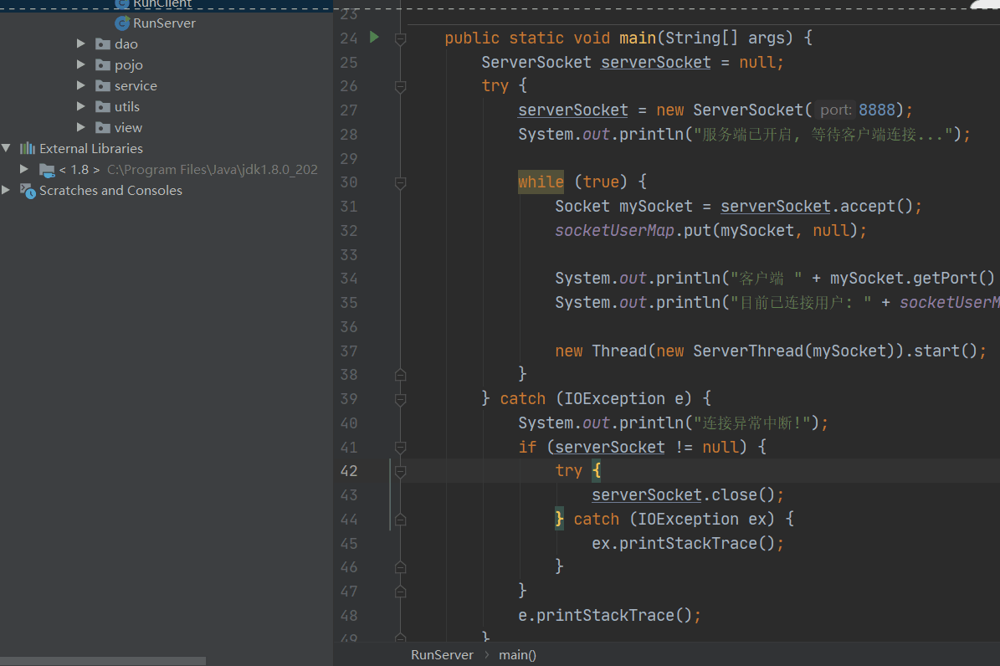 RunClient
RunServer
dao
pojo
service
utils
view
External Libraries
< 1.8 > C:\Program Files\Java\jdk1.8.0_202
Scratches and Consoles
23
24 public static void main(String[] args) {
25 ServerSocket serverSocket = null;
26 try {
27 serverSocket = new ServerSocket( port: 8888);
28 System.out.println("服务端已开启, 等待客户端连接...");
29
30 while (true) {
31 Socket mySocket = serverSocket.accept();
32 socketUserMap.put(mySocket, null);
33
34 System.out.println("客户端 " + mySocket.getPort()
35 System.out.println("目前已连接用户: " + socketUserM
36
37 new Thread(new ServerThread(mySocket)).start();
38 }
39 } catch (IOException e) {
40 System.out.println("连接异常中断!");
41 if (serverSocket != null) {
42 try {
43 serverSocket.close();
44 } catch (IOException ex) {
45 ex.printStackTrace();
46 }
47 }
48 e.printStackTrace();
49 }
RunServer › main()